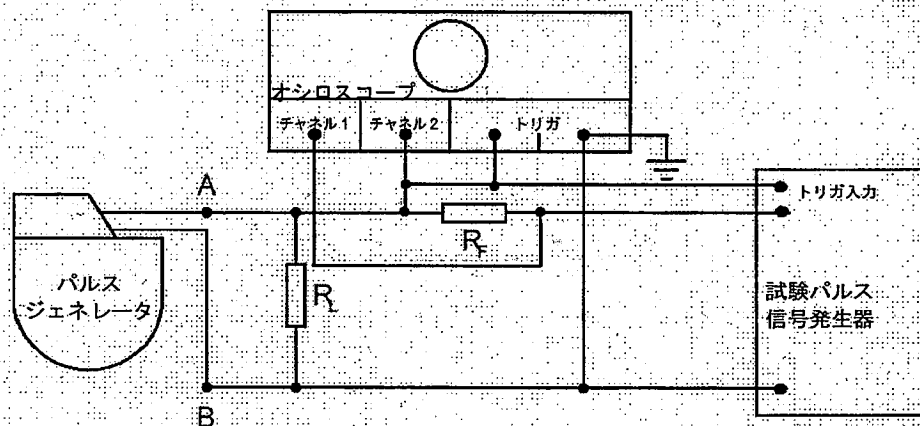 オシロスコープ
チャネル1 チャネル2 トリガ
A
トリガ入力
RF
パルス
ジェネレータ
RL
試験パルス
信号発生器
B